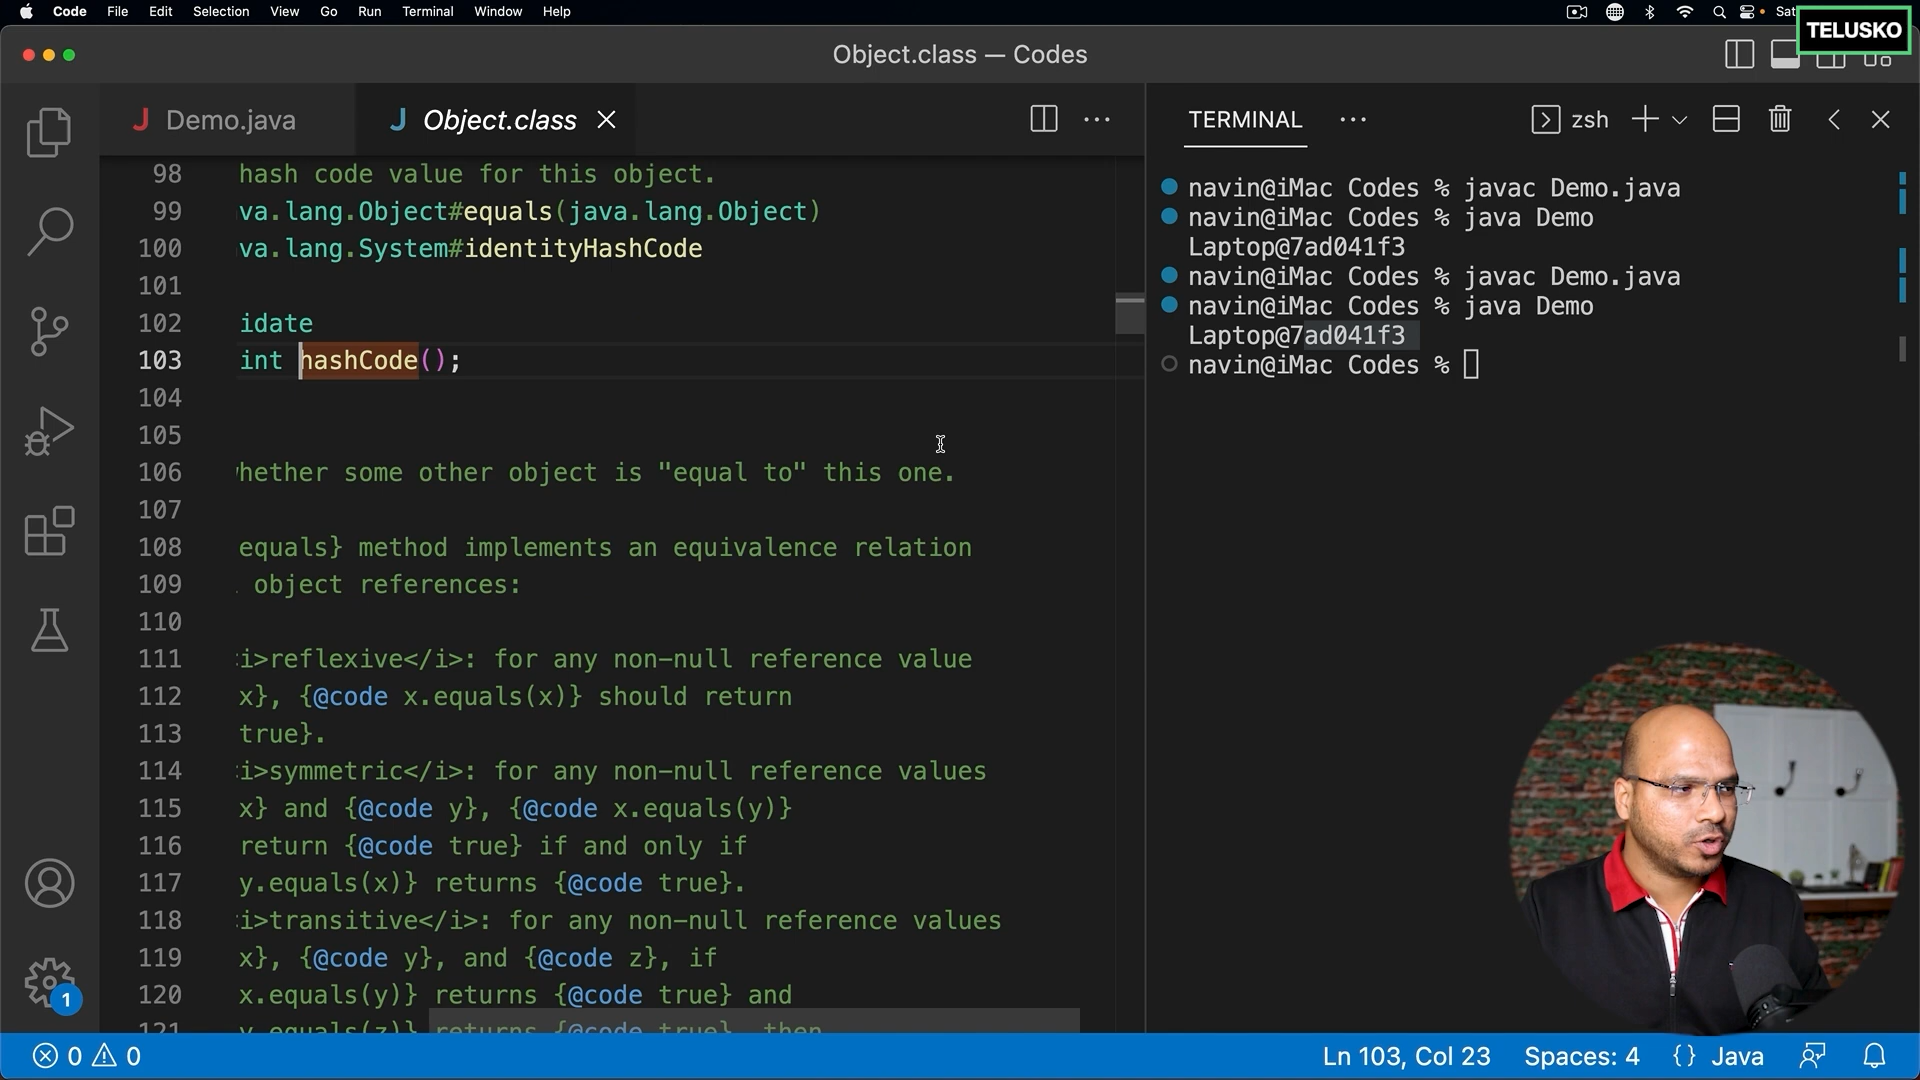 Code File Edit Selection View Go Run Terminal Window Help
Sat
TELUSKO
Object.class — Codes
J Demo.java
J Object.class
98 hash code value for this object.
99 va.lang.Object#equals(java.lang.Object)
100 va.lang.System#identityHashCode
101
102 idate
103 int hashCode();
104
105
106 whether some other object is "equal to" this one.
107
108 equals} method implements an equivalence relation
109 object references:
110
111 i>reflexive</i>: for any non-null reference value
112 x}, {@code x.equals(x)} should return
113 true}.
114 i>symmetric</i>: for any non-null reference values
115 x} and {@code y}, {@code x.equals(y)}
116 return {@code true} if and only if
117 y.equals(x)} returns {@code true}.
118 i>transitive</i>: for any non-null reference values
119 x}, {@code y}, and {@code z}, if
120 x.equals(y)} returns {@code true} and
121 y.equals(z)} returns {@code true}, then
TERMINAL
zsh
navin@iMac Codes % javac Demo.java
navin@iMac Codes % java Demo
Laptop@7ad041f3
navin@iMac Codes % javac Demo.java
navin@iMac Codes % java Demo
Laptop@7ad041f3
navin@iMac Codes %
1
0 0
Ln 103, Col 23 Spaces: 4 {} Java